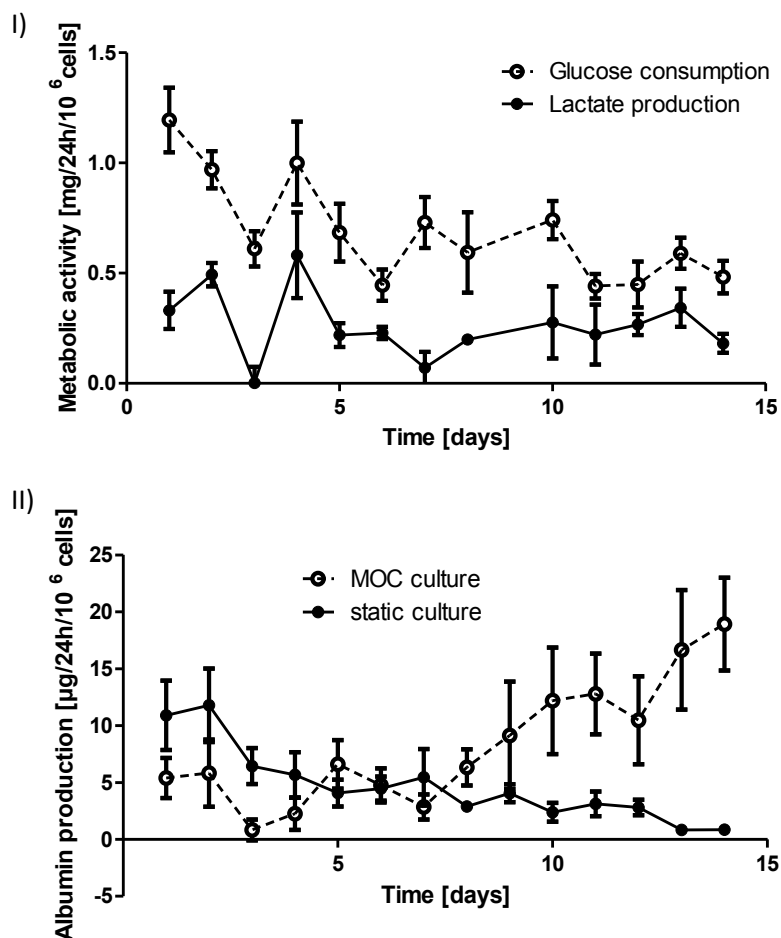 I)
Metabolic activity [mg/24h/10 6 cells]
1.5
1.0
0.5
0.0
Glucose consumption
Lactate production
0
5
10
15
Time [days]
II)
Albumin production [µg/24h/10 6 cells]
25
20
15
10
5
0
-5
MOC culture
static culture
5
10
15
Time [days]